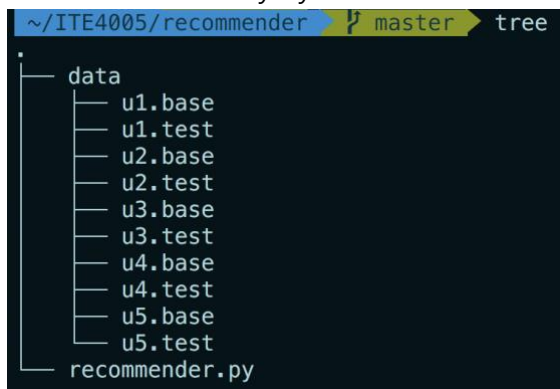 ~/ITE4005/recommender master tree
.
├── data
│   ├── u1.base
│   ├── u1.test
│   ├── u2.base
│   ├── u2.test
│   ├── u3.base
│   ├── u3.test
│   ├── u4.base
│   ├── u4.test
│   ├── u5.base
│   └── u5.test
└── recommender.py